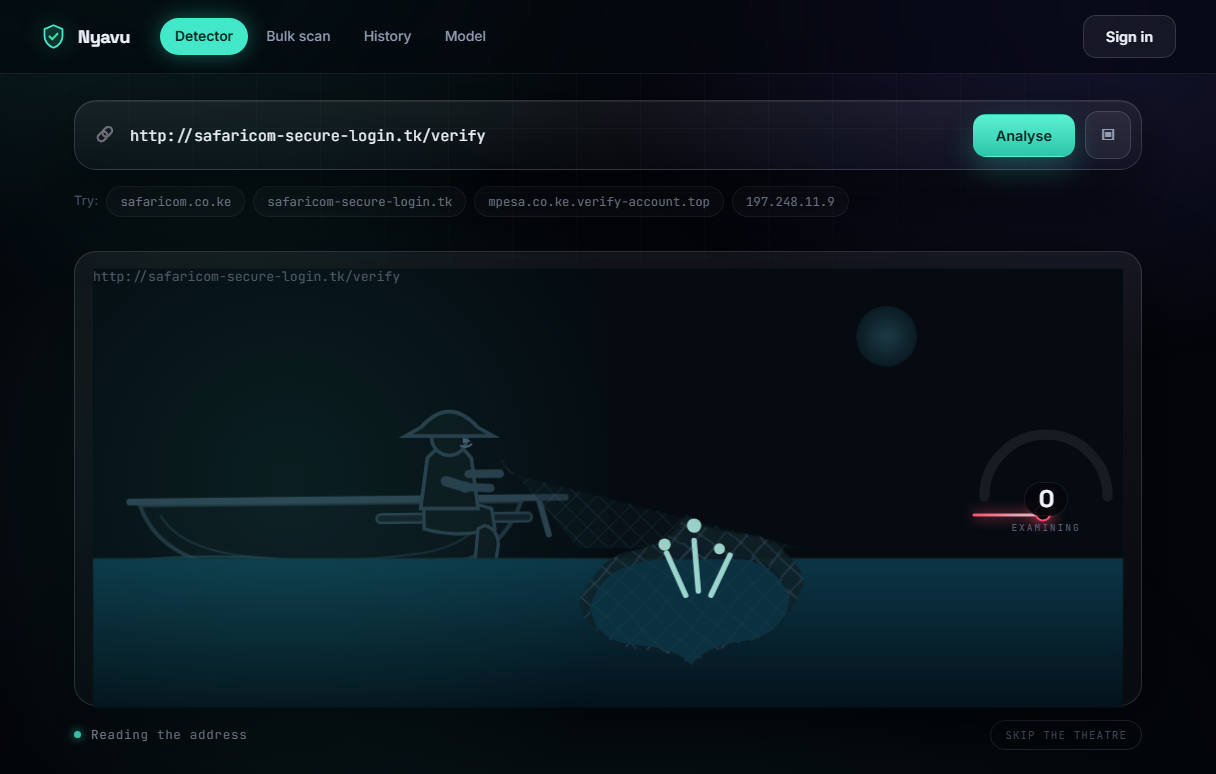 Nyavu
Detector
Bulk scan
History
Model
Sign in
http://safaricom-secure-login.tk/verify
Analyse
Try:
safaricom.co.ke
safaricom-secure-login.tk
mpesa.co.ke.verify-account.top
197.248.11.9
http://safaricom-secure-login.tk/verify
0
EXAMINING
Reading the address
SKIP THE THEATRE